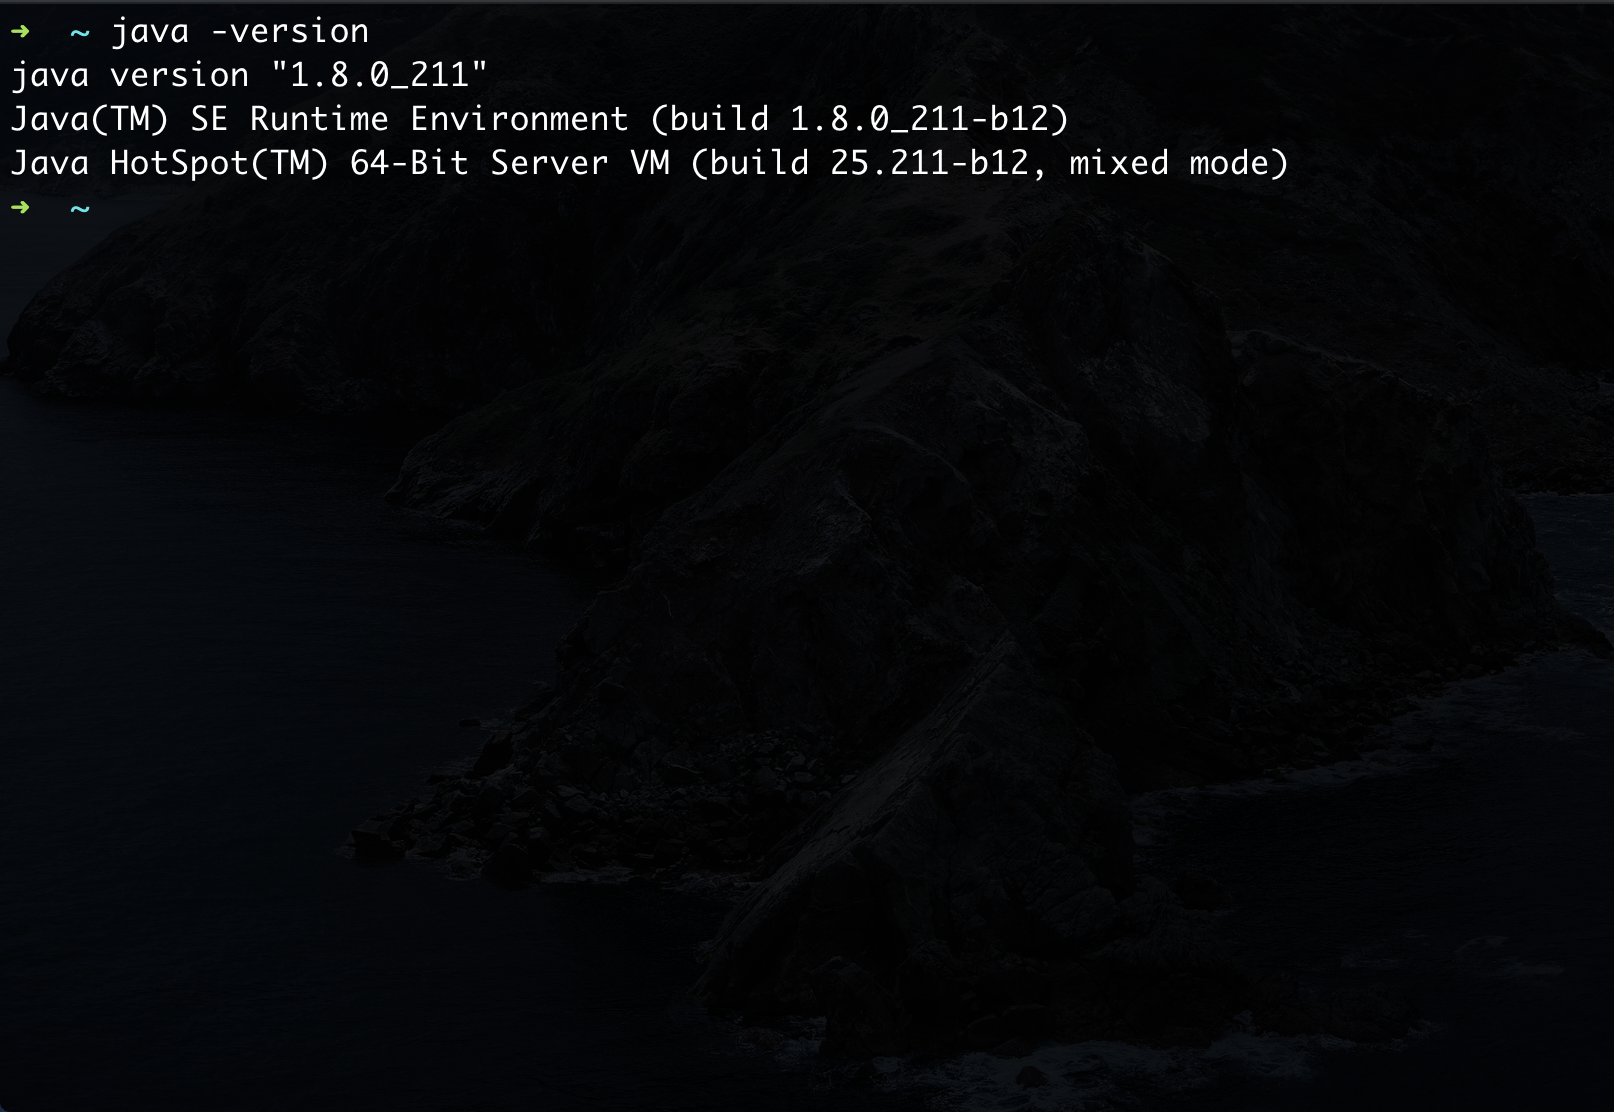 ➜  ~ java -version
java version "1.8.0_211"
Java(TM) SE Runtime Environment (build 1.8.0_211-b12)
Java HotSpot(TM) 64-Bit Server VM (build 25.211-b12, mixed mode)
➜  ~